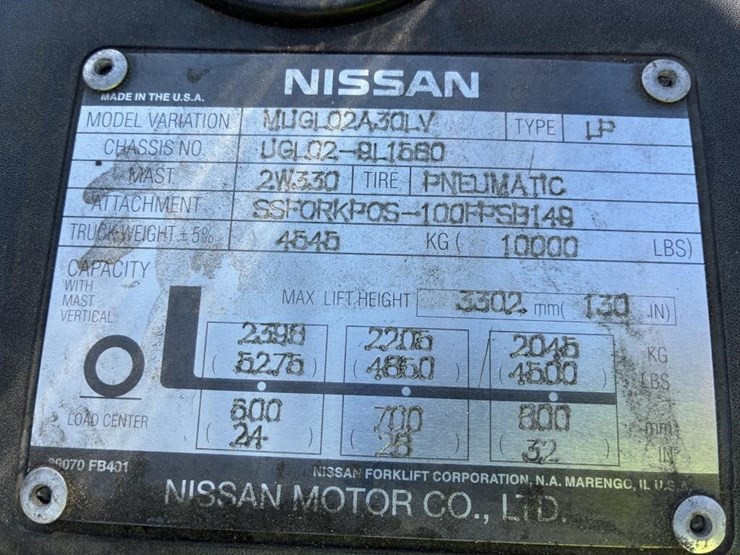 NISSAN
MADE IN THE U.S.A.
MODEL VARIATION MUGL02A30LV TYPE LP
CHASSIS NO. UGL02-9L1580
MAST 2W330 TIRE PNEUMATIC
ATTACHMENT SSFORKPOS-100FPSB149
TRUCK WEIGHT ± 5% 4545 KG ( 10000 LBS)
CAPACITY
WITH
MAST
VERTICAL
MAX. LIFT HEIGHT 3302 mm( 130 IN)
2398 2205 2045 KG
( 5275 ) ( 4850 ) ( 4500 ) LBS
LOAD CENTER
600 700 800 mm
( 24 ) ( 28 ) ( 32 ) IN
NISSAN FORKLIFT CORPORATION, N.A. MARENGO, IL U.S.A.
NISSAN MOTOR CO., LTD.